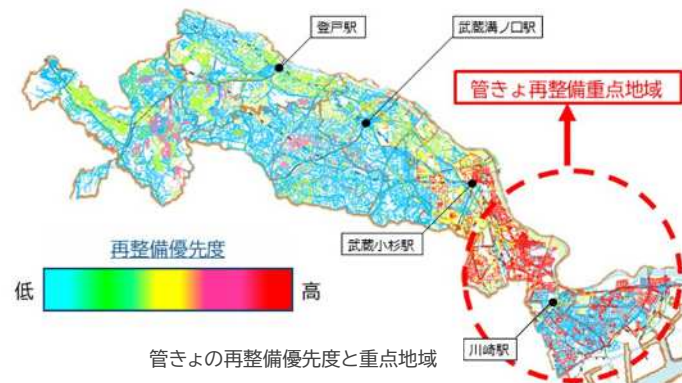 登戸駅
武蔵溝ノ口駅
管きょ再整備重点地域
武蔵小杉駅
再整備優先度
低
高
川崎駅
管きょの再整備優先度と重点地域